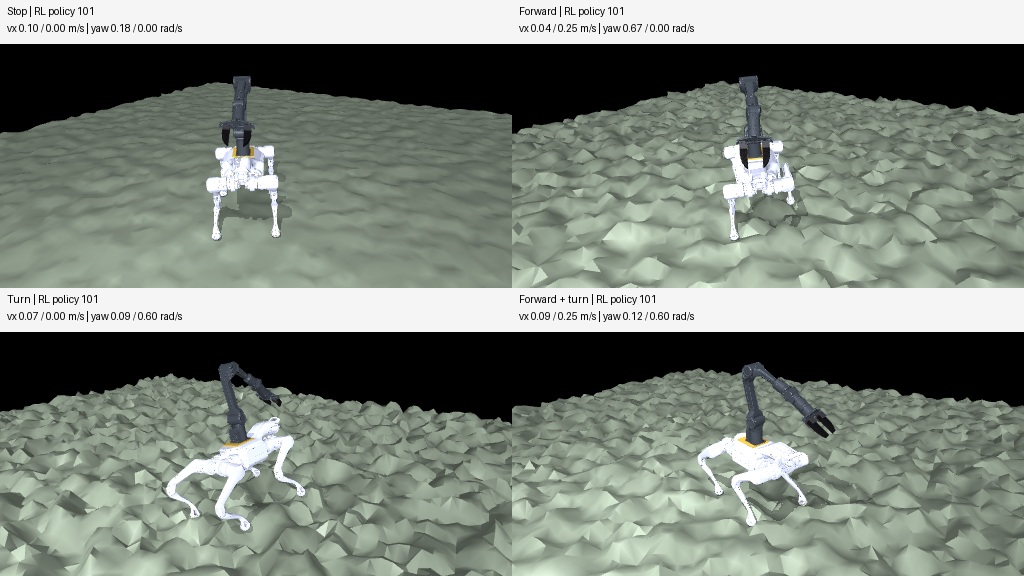 Stop | RL policy 101
vx 0.10 / 0.00 m/s | yaw 0.18 / 0.00 rad/s
Forward | RL policy 101
vx 0.04 / 0.25 m/s | yaw 0.67 / 0.00 rad/s
Turn | RL policy 101
vx 0.07 / 0.00 m/s | yaw 0.09 / 0.60 rad/s
Forward + turn | RL policy 101
vx 0.09 / 0.25 m/s | yaw 0.12 / 0.60 rad/s